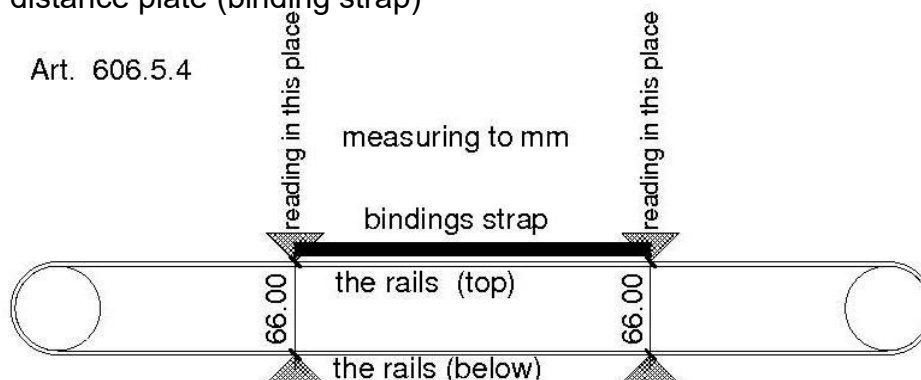 distance plate (binding strap)
Art. 606.5.4
reading in this place
reading in this place
measuring to mm
bindings strap
the rails (top)
66.00
66.00
the rails (below)